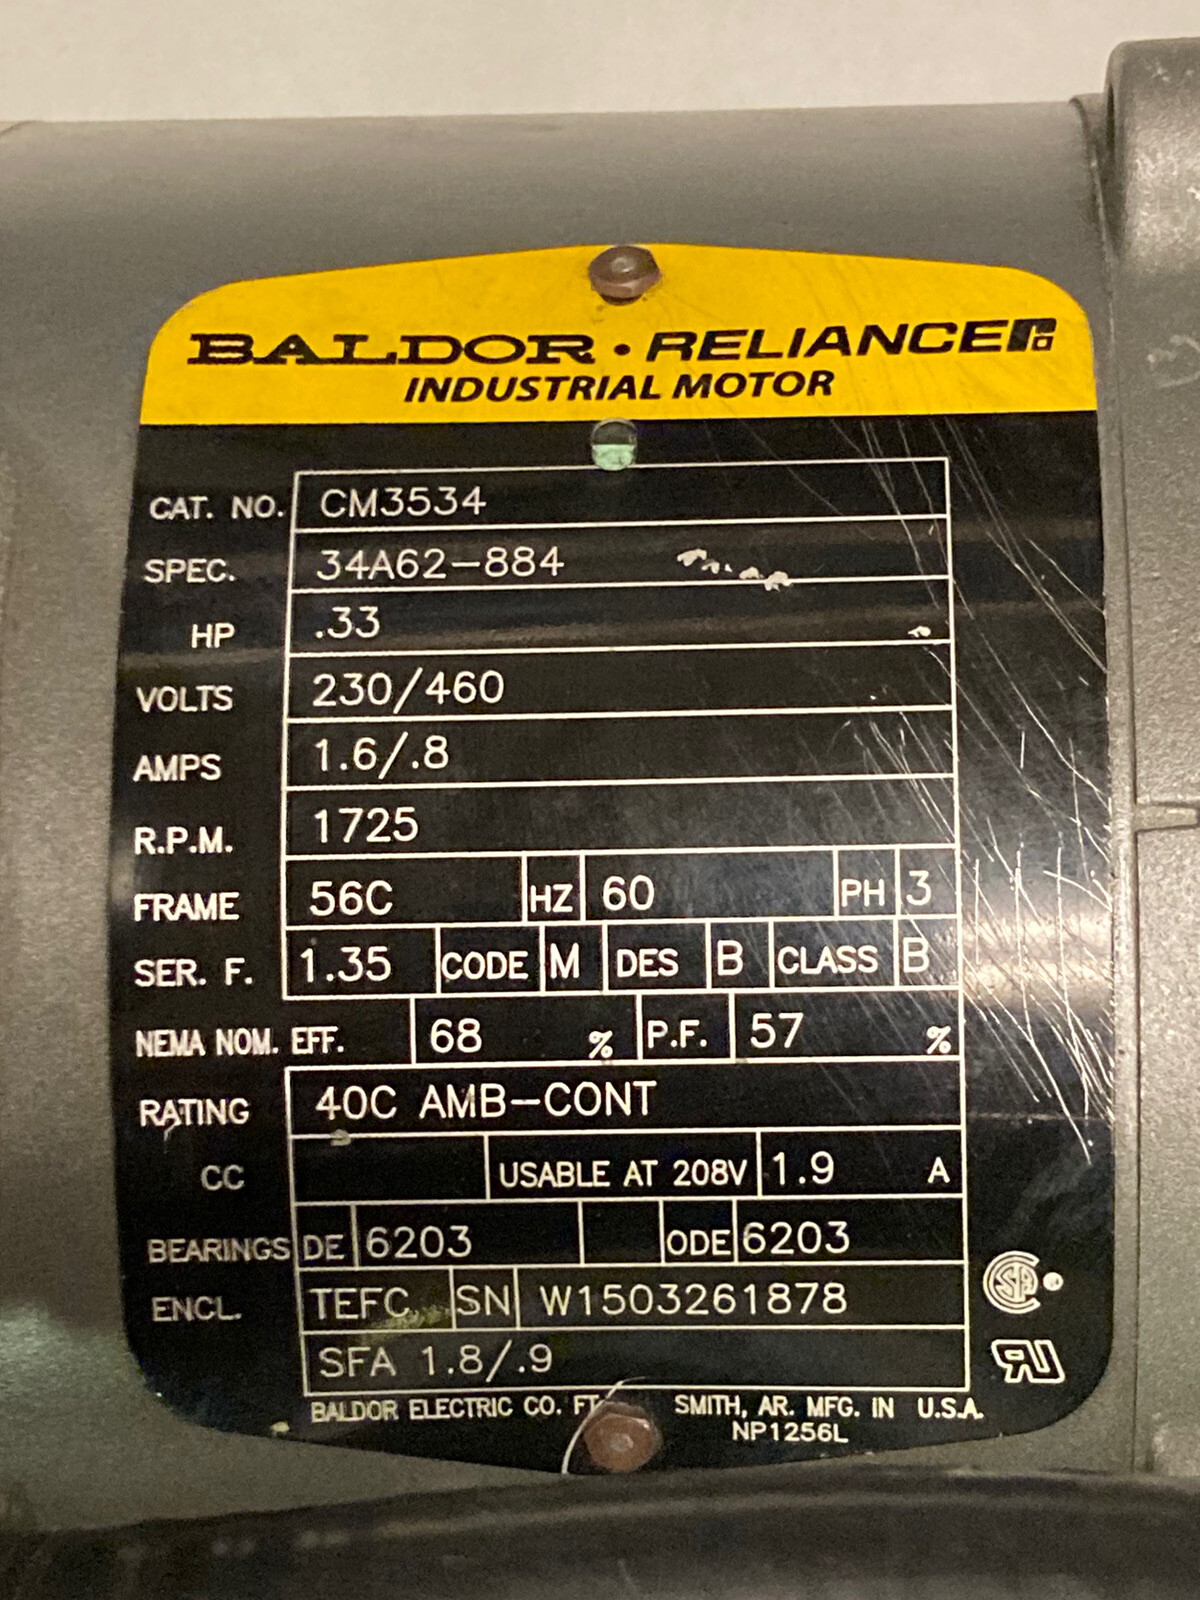 BALDOR • RELIANCE
INDUSTRIAL MOTOR
CAT. NO. CM3534
SPEC. 34A62-884
HP .33
VOLTS 230/460
AMPS 1.6/.8
R.P.M. 1725
FRAME 56C HZ 60 PH 3
SER. F. 1.35 CODE M DES B CLASS B
NEMA NOM. EFF. 68 % P.F. 57 %
RATING 40C AMB-CONT
CC USABLE AT 208V 1.9 A
BEARINGS DE 6203 ODE 6203
ENCL. TEFC SN W1503261878
SFA 1.8/.9
BALDOR ELECTRIC CO. FT SMITH, AR. MFG. IN U.S.A.
NP1256L